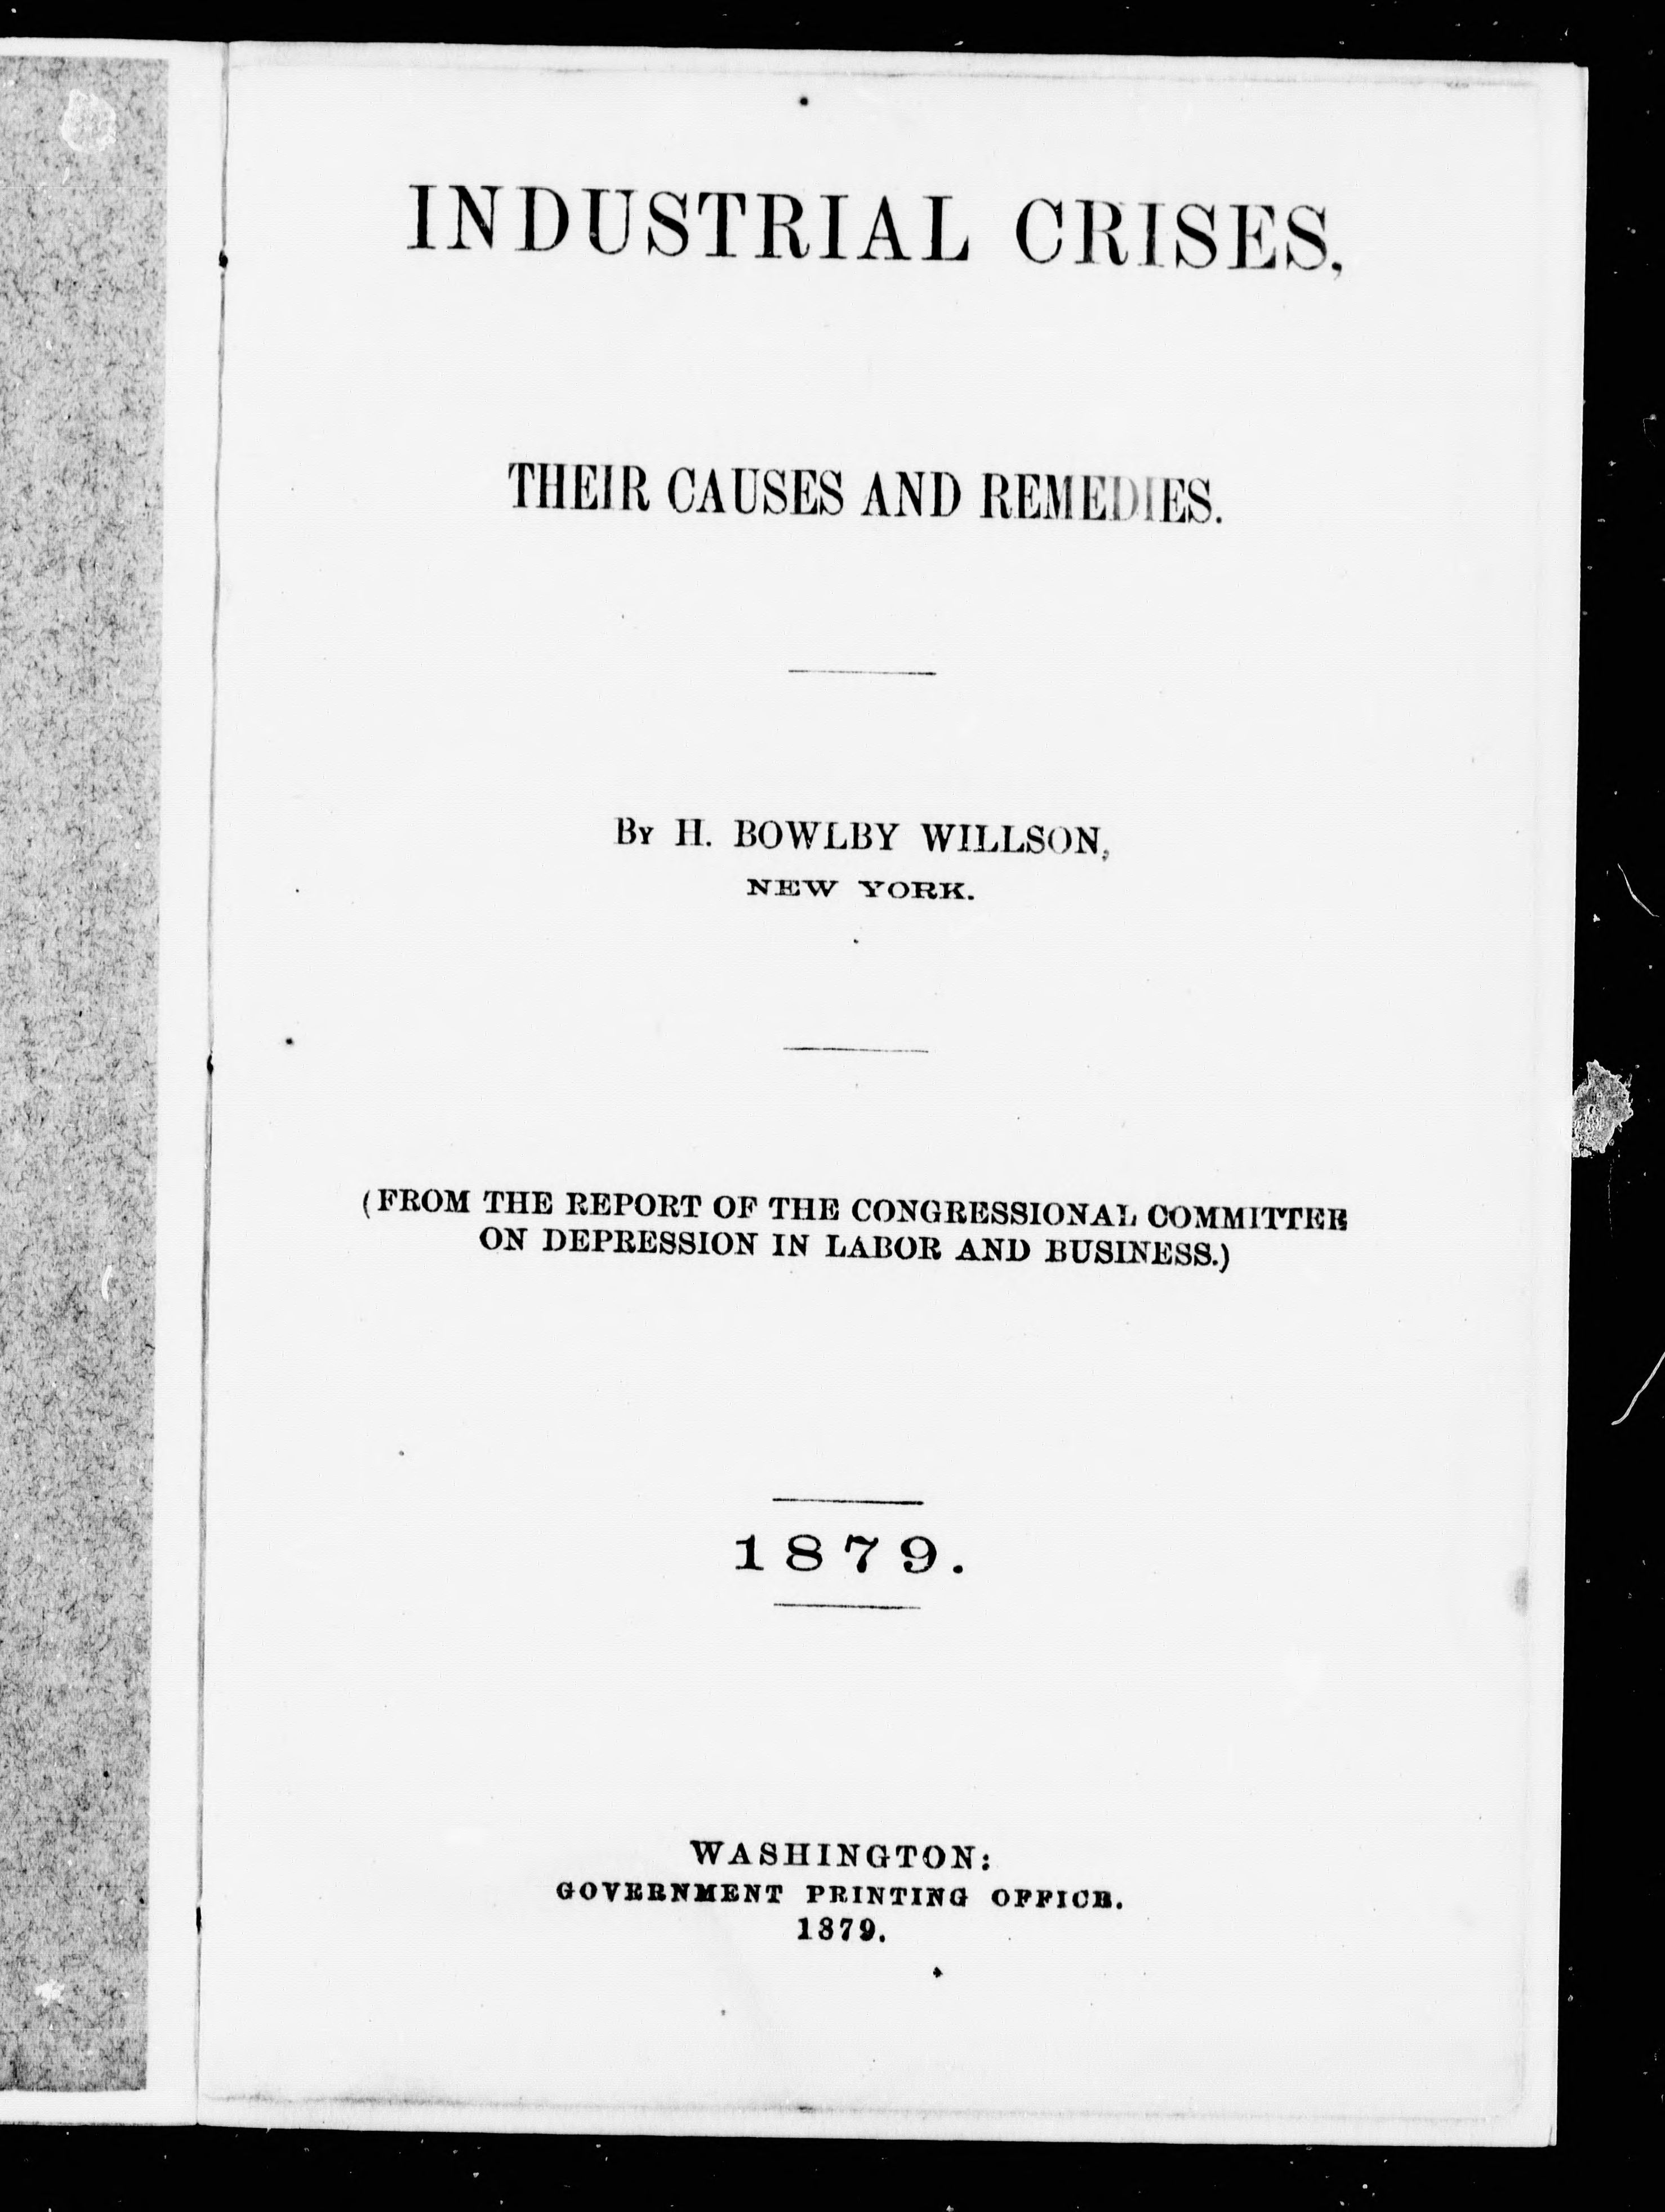 INDUSTRIAL CRISES,
THEIR CAUSES AND REMEDIES.
BY H. BOWLBY WILLSON,
NEW YORK.
(FROM THE REPORT OF THE CONGRESSIONAL COMMITTEE
ON DEPRESSION IN LABOR AND BUSINESS.)
1879.
WASHINGTON:
GOVERNMENT PRINTING OFFICE.
1879.